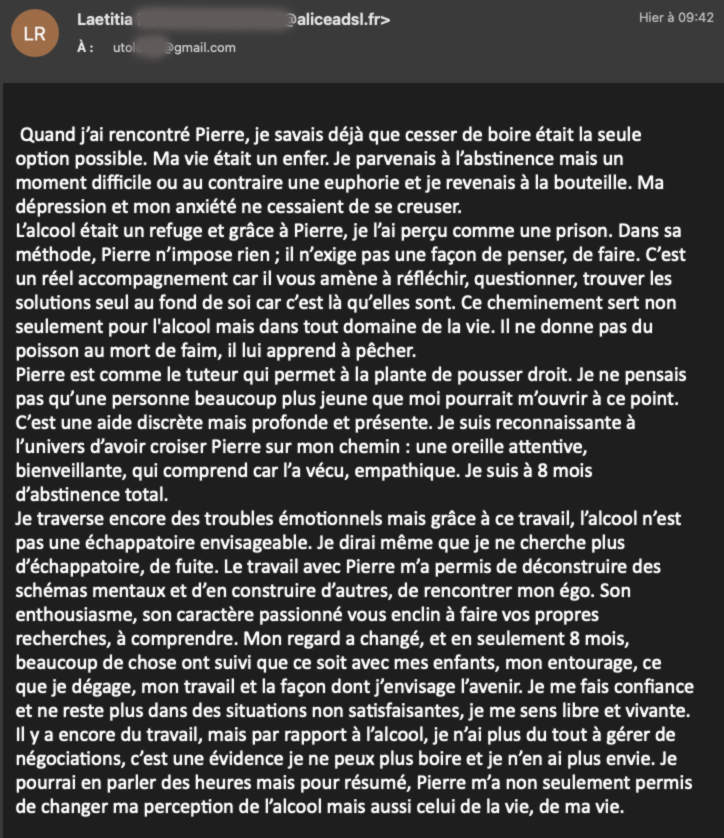 LR
Laetitia @aliceadsl.fr>
Hier à 09:42
À : utol @gmail.com
Quand j’ai rencontré Pierre, je savais déjà que cesser de boire était la seule
option possible. Ma vie était un enfer. Je parvenais à l’abstinence mais un
moment difficile ou au contraire une euphorie et je revenais à la bouteille. Ma
dépression et mon anxiété ne cessaient de se creuser.
L’alcool était un refuge et grâce à Pierre, je l’ai perçu comme une prison. Dans sa
méthode, Pierre n’impose rien ; il n’exige pas une façon de penser, de faire. C’est
un réel accompagnement car il vous amène à réfléchir, questionner, trouver les
solutions seul au fond de soi car c’est là qu’elles sont. Ce cheminement sert non
seulement pour l'alcool mais dans tout domaine de la vie. Il ne donne pas du
poisson au mort de faim, il lui apprend à pêcher.
Pierre est comme le tuteur qui permet à la plante de pousser droit. Je ne pensais
pas qu’une personne beaucoup plus jeune que moi pourrait m’ouvrir à ce point.
C’est une aide discrète mais profonde et présente. Je suis reconnaissante à
l’univers d’avoir croiser Pierre sur mon chemin : une oreille attentive,
bienveillante, qui comprend car l’a vécu, empathique. Je suis à 8 mois
d’abstinence total.
Je traverse encore des troubles émotionnels mais grâce à ce travail, l’alcool n’est
pas une échappatoire envisageable. Je dirai même que je ne cherche plus
d’échappatoire, de fuite. Le travail avec Pierre m’a permis de déconstruire des
schémas mentaux et d’en construire d’autres, de rencontrer mon égo. Son
enthousiasme, son caractère passionné vous enclin à faire vos propres
recherches, à comprendre. Mon regard a changé, et en seulement 8 mois,
beaucoup de chose ont suivi que ce soit avec mes enfants, mon entourage, ce
que je dégage, mon travail et la façon dont j’envisage l’avenir. Je me fais confiance
et ne reste plus dans des situations non satisfaisantes, je me sens libre et vivante.
Il y a encore du travail, mais par rapport à l’alcool, je n’ai plus du tout à gérer de
négociations, c’est une évidence je ne peux plus boire et je n’en ai plus envie. Je
pourrai en parler des heures mais pour résumé, Pierre m’a non seulement permis
de changer ma perception de l’alcool mais aussi celui de la vie, de ma vie.